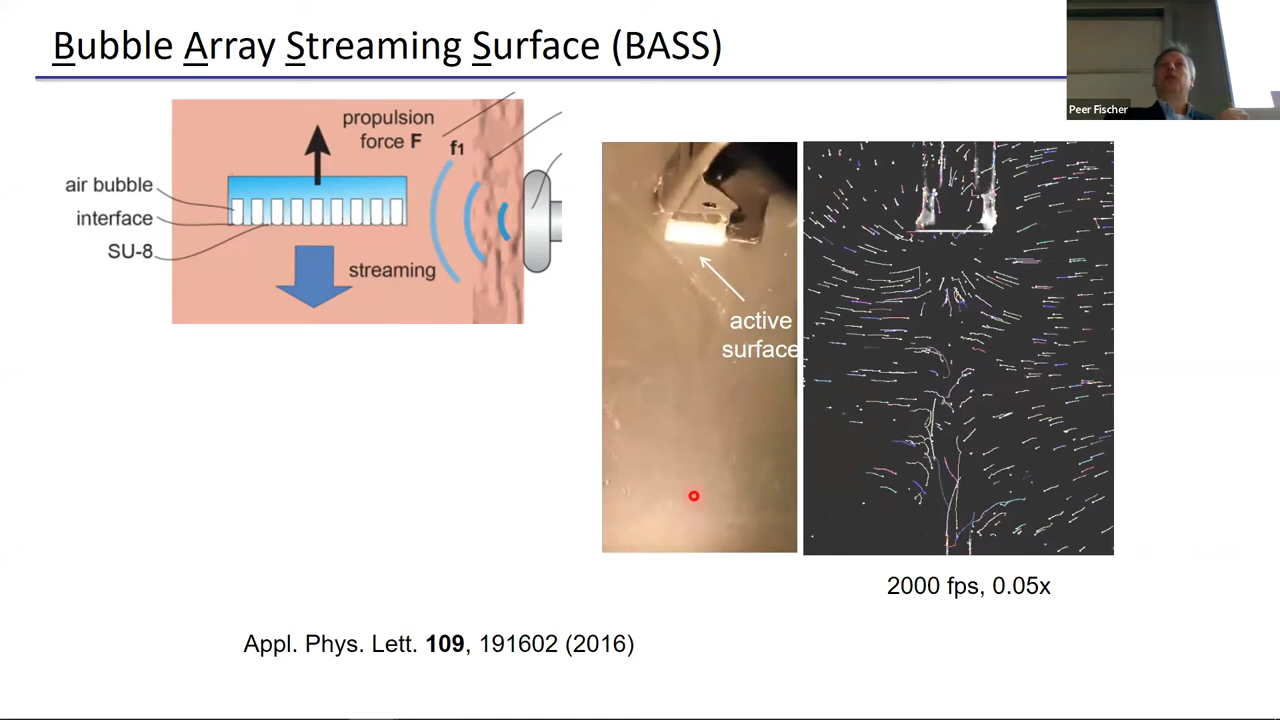 Bubble Array Streaming Surface (BASS)
Peer Fischer
propulsion
force F
f1
air bubble
interface
SU-8
streaming
active
surface
2000 fps, 0.05x
Appl. Phys. Lett. 109, 191602 (2016)